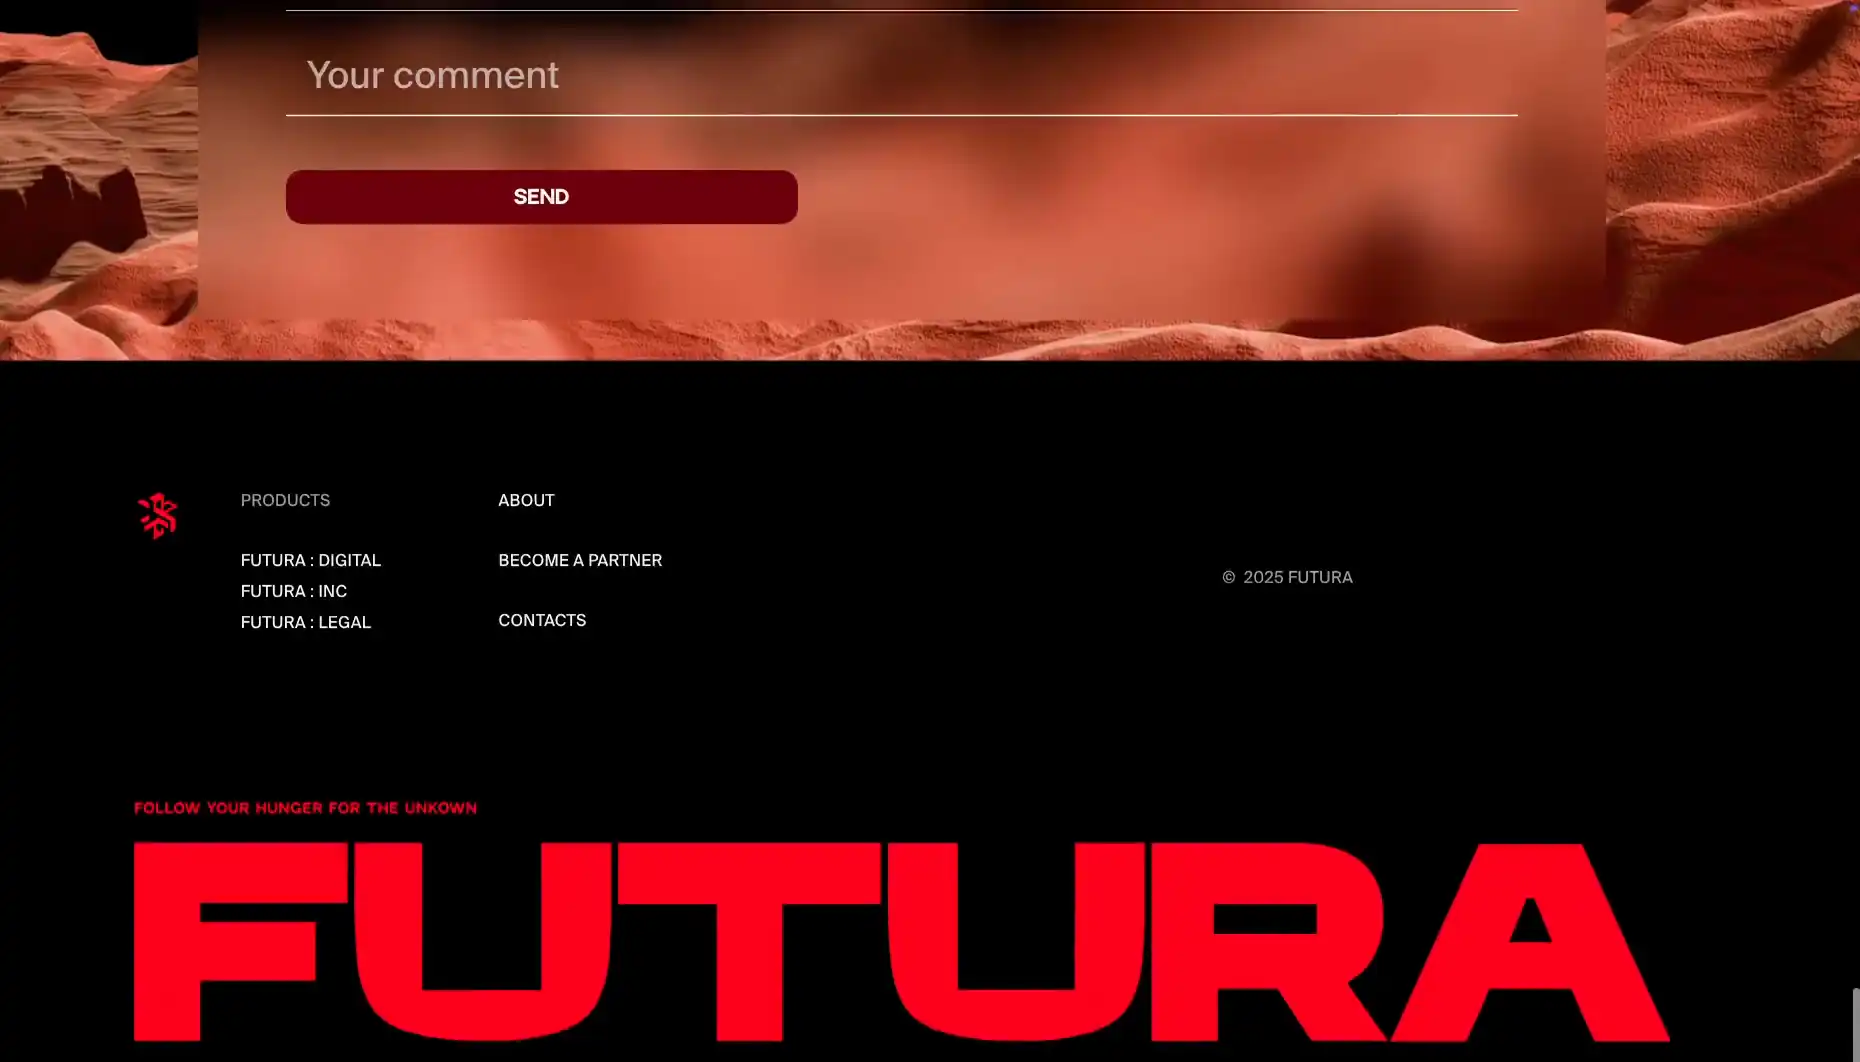 Your comment
SEND
PRODUCTS
FUTURA : DIGITAL
FUTURA : INC
FUTURA : LEGAL
ABOUT
BECOME A PARTNER
CONTACTS
© 2025 FUTURA
FOLLOW YOUR HUNGER FOR THE UNKOWN
FUTURA